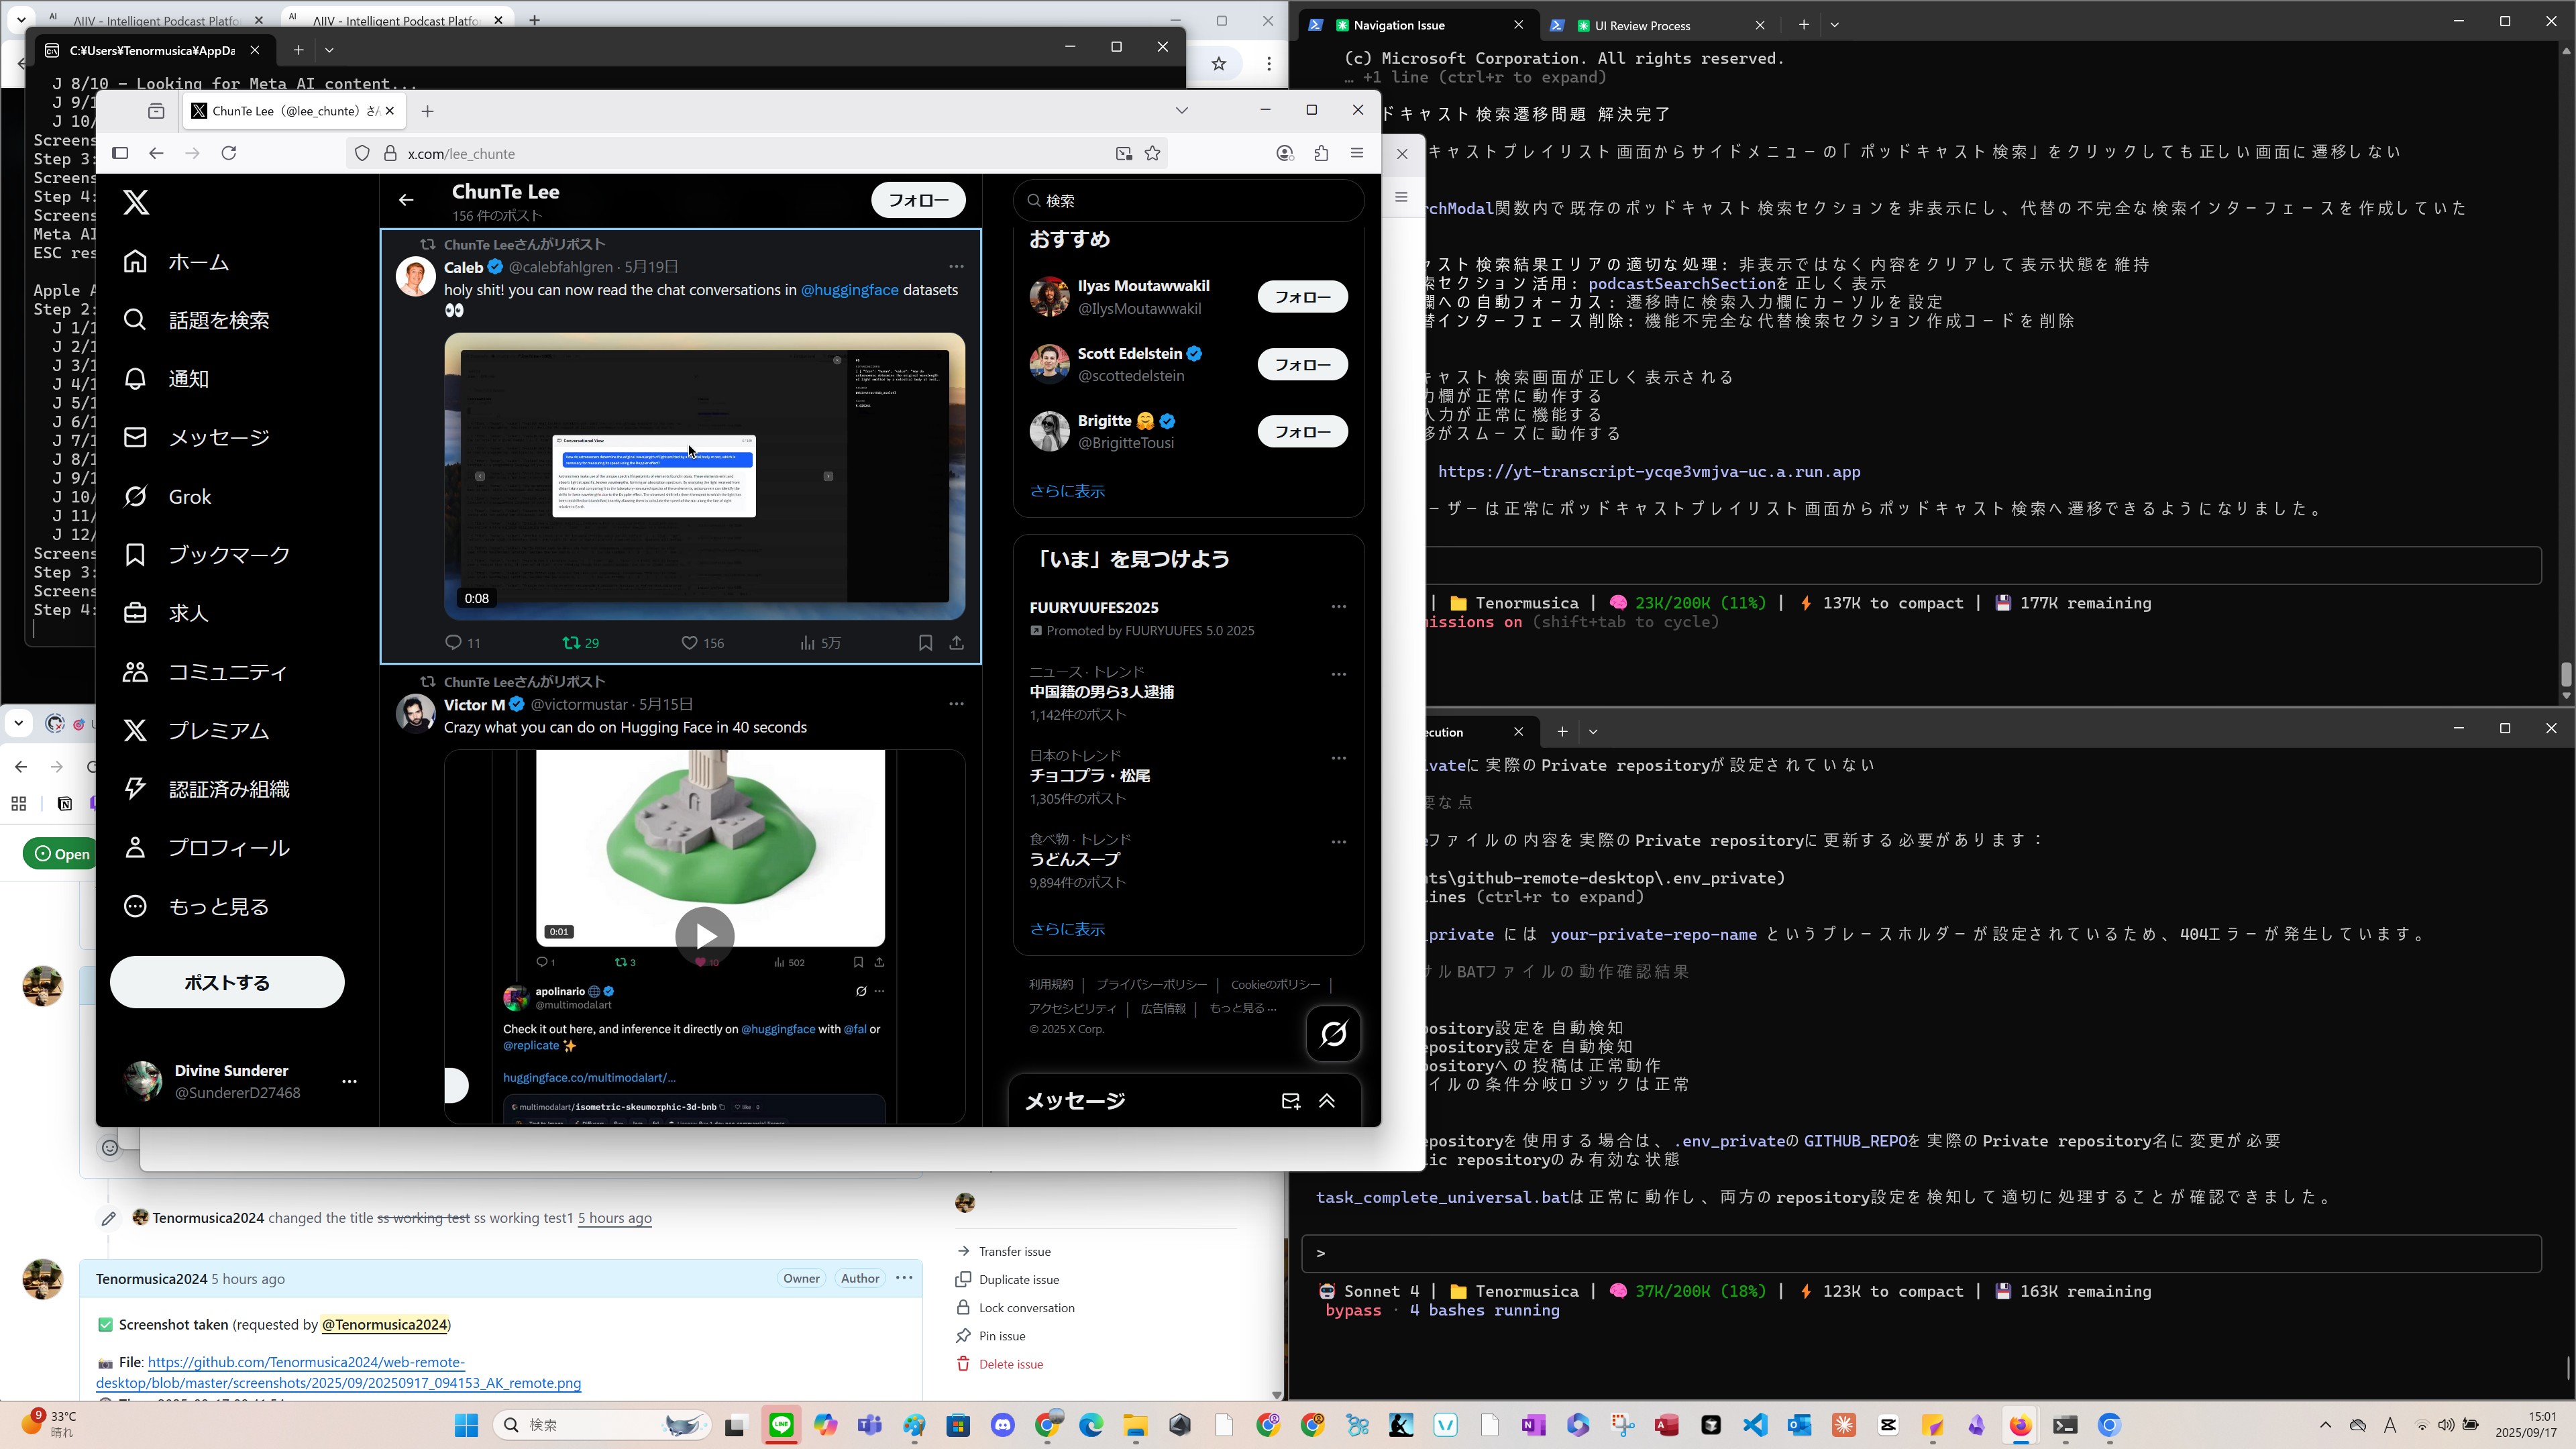 ΛIIV - Intelligent Podcast Platfo
ΛIIV - Intelligent Podcast Platfo
C:¥Users¥Tenormusica¥AppDa
J 8/10 - Looking for Meta AI content...
J 9/1
J 10/
Screens
Step 3:
Screens
Step 4:
Screens
Meta AI
ESC res
Apple A
Step 2:
J 1/1
J 2/1
J 3/1
J 4/1
J 5/1
J 6/1
J 7/1
J 8/1
J 9/1
J 10/
J 11/
J 12/
Screens
Step 3:
Screens
Step 4:
ChunTe Lee（@lee_chunte）さん
x.com/lee_chunte
ホーム
話題を検索
通知
メッセージ
Grok
ブックマーク
求人
コミュニティ
プレミアム
認証済み組織
プロフィール
もっと見る
ポストする
Divine Sunderer
@SundererD27468
ChunTe Lee
156 件のポスト
フォロー
ChunTe Leeさんがリポスト
Caleb @calebfahlgren · 5月19日
holy shit! you can now read the chat conversations in @huggingface datasets
👀
Conversational View
0:08
11 29 156 5万
ChunTe Leeさんがリポスト
Victor M @victormustar · 5月15日
Crazy what you can do on Hugging Face in 40 seconds
0:01
1 3 10 502
apolinario
@multimodalart
Check it out here, and inference it directly on @huggingface with @fal or
@replicate ✨
huggingface.co/multimodalart/...
multimodalart/isometric-skeumorphic-3d-bnb like 0
検索
おすすめ
Ilyas Moutawwakil
@IlysMoutawwakil
フォロー
Scott Edelstein
@scottedelstein
フォロー
Brigitte 🤗
@BrigitteTousi
フォロー
さらに表示
「いま」を見つけよう
FUURYUUFES2025
Promoted by FUURYUUFES 5.0 2025
ニュース · トレンド
中国籍の男ら3人逮捕
1,142件のポスト
日本のトレンド
チョコプラ・松尾
1,305件のポスト
食べ物 · トレンド
うどんスープ
9,894件のポスト
さらに表示
利用規約 | プライバシーポリシー | Cookieのポリシー |
アクセシビリティ | 広告情報 | もっと見る ···
© 2025 X Corp.
メッセージ
Navigation Issue
UI Review Process
(c) Microsoft Corporation. All rights reserved.
… +1 line (ctrl+r to expand)
ドキャスト検索遷移問題 解決完了
キャストプレイリスト画面からサイドメニューの「ポッドキャスト検索」をクリックしても正しい画面に遷移しない
rchModal関数内で既存のポッドキャスト検索セクションを非表示にし、代替の不完全な検索インターフェースを作成していた
ャスト検索結果エリアの適切な処理: 非表示ではなく内容をクリアして表示状態を維持
索セクション活用: podcastSearchSectionを正しく表示
欄への自動フォーカス: 遷移時に検索入力欄にカーソルを設定
替インターフェース削除: 機能不完全な代替検索セクション作成コードを削除
キャスト検索画面が正しく表示される
力欄が正常に動作する
入力が正常に機能する
移がスムーズに動作する
https://yt-transcript-ycqe3vmjva-uc.a.run.app
ーザーは正常にポッドキャストプレイリスト画面からポッドキャスト検索へ遷移できるようになりました。
| 📁 Tenormusica | 🧠 23K/200K (11%) | ⚡ 137K to compact | 💾 177K remaining
missions on (shift+tab to cycle)
ecution
ivateに実際のPrivate repositoryが設定されていない
要な点
ファイルの内容を実際のPrivate repositoryに更新する必要があります：
nts\github-remote-desktop\.env_private)
lines (ctrl+r to expand)
_private には your-private-repo-name というプレースホルダーが設定されているため、404エラーが発生しています。
サルBATファイルの動作確認結果
pository設定を自動検知
epository設定を自動検知
positoryへの投稿は正常動作
イルの条件分岐ロジックは正常
epositoryを使用する場合は、.env_privateのGITHUB_REPOを実際のPrivate repository名に変更が必要
lic repositoryのみ有効な状態
task_complete_universal.batは正常に動作し、両方のrepository設定を検知して適切に処理することが確認できました。
>
🤖 Sonnet 4 | 📁 Tenormusica | 🧠 37K/200K (18%) | ⚡ 123K to compact | 💾 163K remaining
bypass · 4 bashes running
Open
Tenormusica2024 changed the title ss working test ss working test1 5 hours ago
Tenormusica2024 5 hours ago
Owner
Author
✅ Screenshot taken (requested by @Tenormusica2024)
📷 File: https://github.com/Tenormusica2024/web-remote-
desktop/blob/master/screenshots/2025/09/20250917_094153_AK_remote.png
Transfer issue
Duplicate issue
Lock conversation
Pin issue
Delete issue
9
33°C
晴れ
検索
A
15:01
2025/09/17